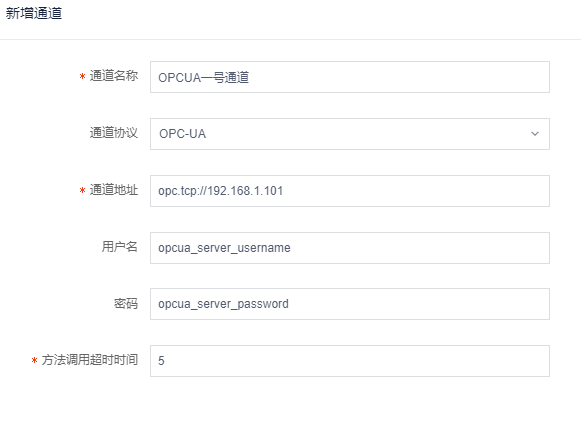 新增通道
* 通道名称 OPCUA一号通道
通道协议 OPC-UA
* 通道地址 opc.tcp://192.168.1.101
用户名 opcua_server_username
密码 opcua_server_password
* 方法调用超时时间 5